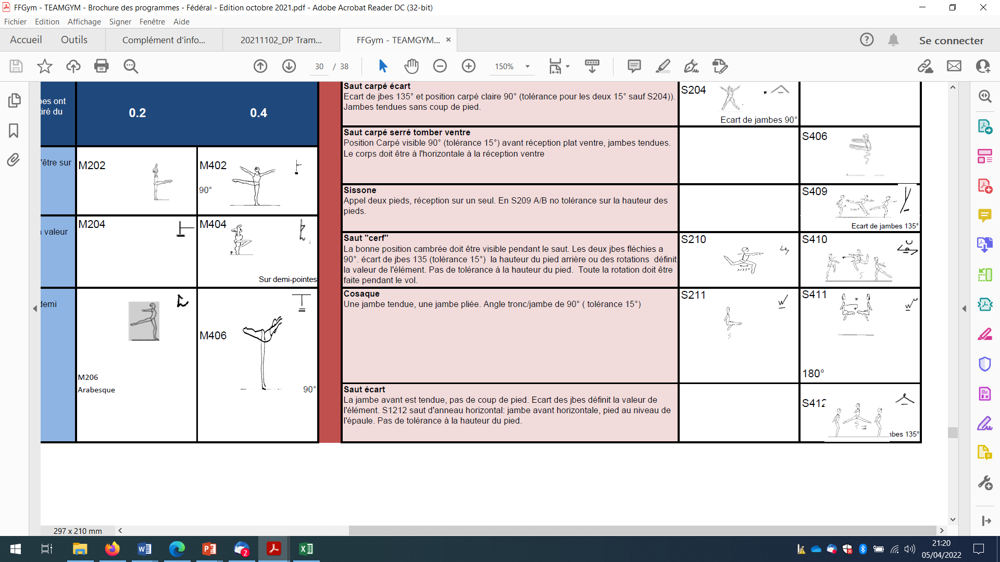 FFGym - TEAMGYM - Brochure des programmes - Fédéral - Edition octobre 2021.pdf - Adobe Acrobat Reader DC (32-bit)
Fichier Edition Affichage Signer Fenêtre Aide
Accueil Outils Complément d'info... 20211102_DP Tram... FFGym - TEAMGYM... Se connecter
30 / 38 150%
bes ont
tiré du
0.2 0.4
'être sur
M202
M402
90°
valeur
M204
M404
Sur demi-pointes
demi
M206
Arabesque
M406
90°
Saut carpé écart
Ecart de jbes 135° et position carpé claire 90° (tolérance pour les deux 15° sauf S204)).
Jambes tendues sans coup de pied.
S204
Ecart de jambes 90°
Saut carpé serré tomber ventre
Position Carpé visible 90° (tolérance 15°) avant réception plat ventre, jambes tendues.
Le corps doit être à l'horizontale à la réception ventre
S406
Sissone
Appel deux pieds, réception sur un seul. En S209 A/B no tolérance sur la hauteur des
pieds.
S409
Ecart de jambes 135°
Saut "cerf"
La bonne position cambrée doit être visible pendant le saut. Les deux jbes fléchies a
90°. écart de jbes 135 (tolérance 15°) la hauteur du pied arrière ou des rotations définit
la valeur de l'élément. Pas de tolérance à la hauteur du pied. Toute la rotation doit être
faite pendant le vol.
S210
>135°
S410
Cosaque
Une jambe tendue, une jambe pliée. Angle tronc/jambe de 90° ( tolérance 15°)
S211
S411
180°
Saut écart
La jambe avant est tendue, pas de coup de pied. Ecart des jbes définit la valeur de
l'élément. S1212 saut d'anneau horizontal: jambe avant horizontale, pied au niveau de
l'épaule. Pas de tolérance à la hauteur du pied.
S412
mbes 135°
297 x 210 mm
2
21:20
05/04/2022